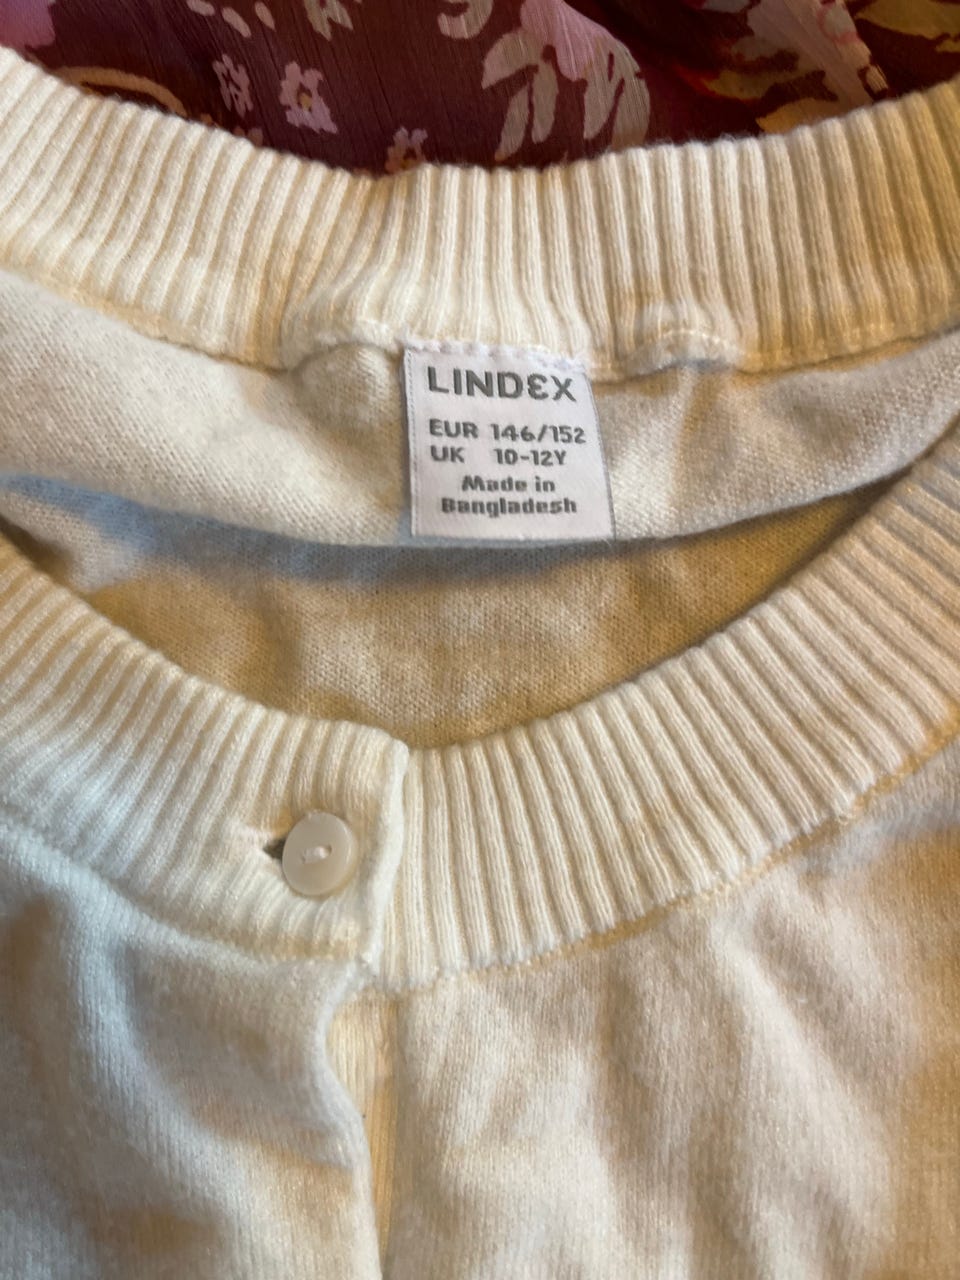 LINDEX
EUR 146/152
UK 10-12Y
Made in
Bangladesh